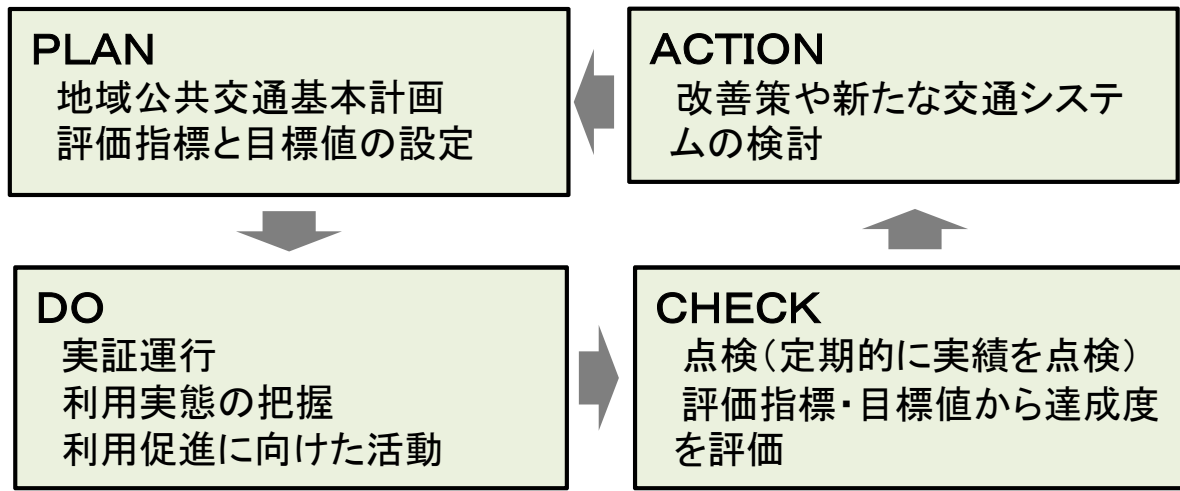 ＰＬＡＮ
地域公共交通基本計画
評価指標と目標値の設定
ＡＣＴＩＯＮ
改善策や新たな交通システ
ムの検討
ＤＯ
実証運行
利用実態の把握
利用促進に向けた活動
ＣＨＥＣＫ
点検（定期的に実績を点検）
評価指標・目標値から達成度
を評価